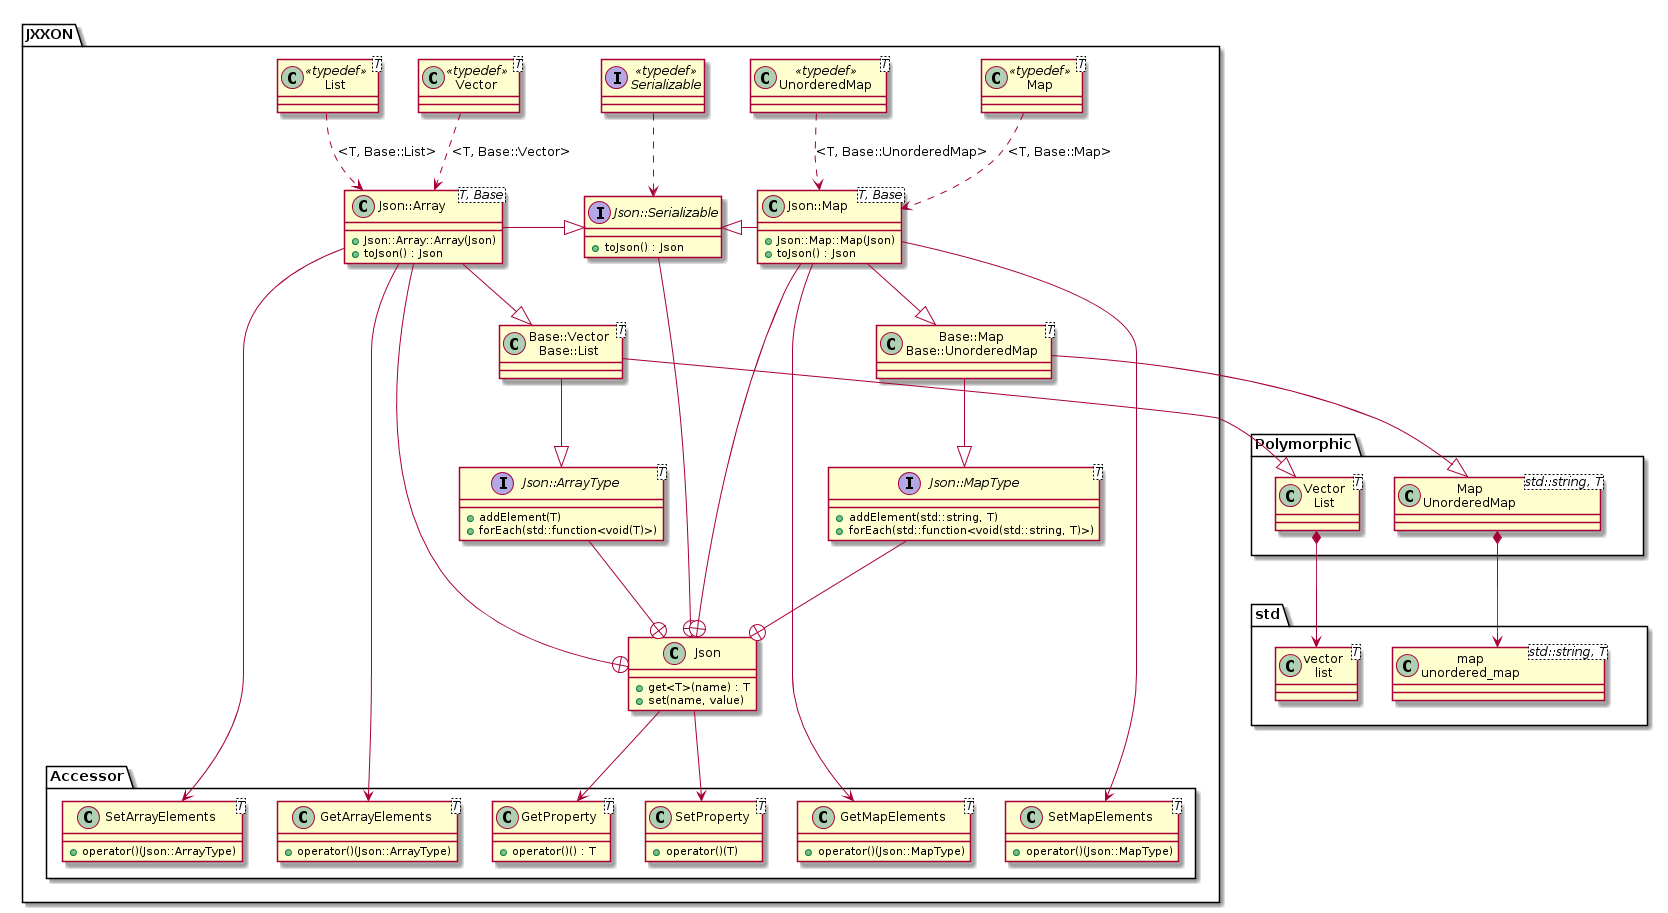 JXXON
C «typedef» T
List
C «typedef» T
Vector
I «typedef»
Serializable
C «typedef» T
UnorderedMap
C «typedef» T
Map
<T, Base::List>
<T, Base::Vector>
<T, Base::UnorderedMap>
<T, Base::Map>
C Json::Array T, Base
Json::Array::Array(Json)
toJson() : Json
I Json::Serializable
toJson() : Json
C Json::Map T, Base
Json::Map::Map(Json)
toJson() : Json
C Base::Vector T
Base::List
C Base::Map T
Base::UnorderedMap
Polymorphic
I Json::ArrayType T
addElement(T)
forEach(std::function<void(T)>)
I Json::MapType T
addElement(std::string, T)
forEach(std::function<void(std::string, T)>)
C Vector T
List
C Map std::string, T
UnorderedMap
std
C Json
get<T>(name) : T
set(name, value)
C vector T
list
C map std::string, T
unordered_map
Accessor
C SetArrayElements T
operator()(Json::ArrayType)
C GetArrayElements T
operator()(Json::ArrayType)
C GetProperty T
operator()() : T
C SetProperty T
operator()(T)
C GetMapElements T
operator()(Json::MapType)
C SetMapElements T
operator()(Json::MapType)